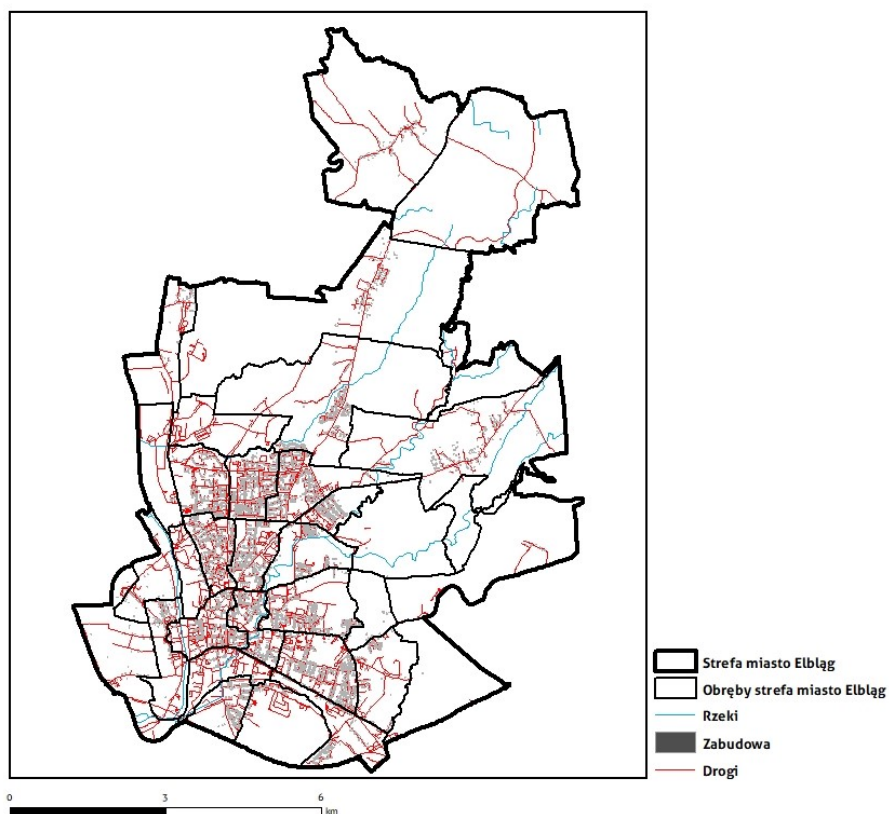 Strefa miasto Elbląg
Obręby strefa miasto Elbląg
Rzeki
Zabudowa
Drogi
0 3 6
km